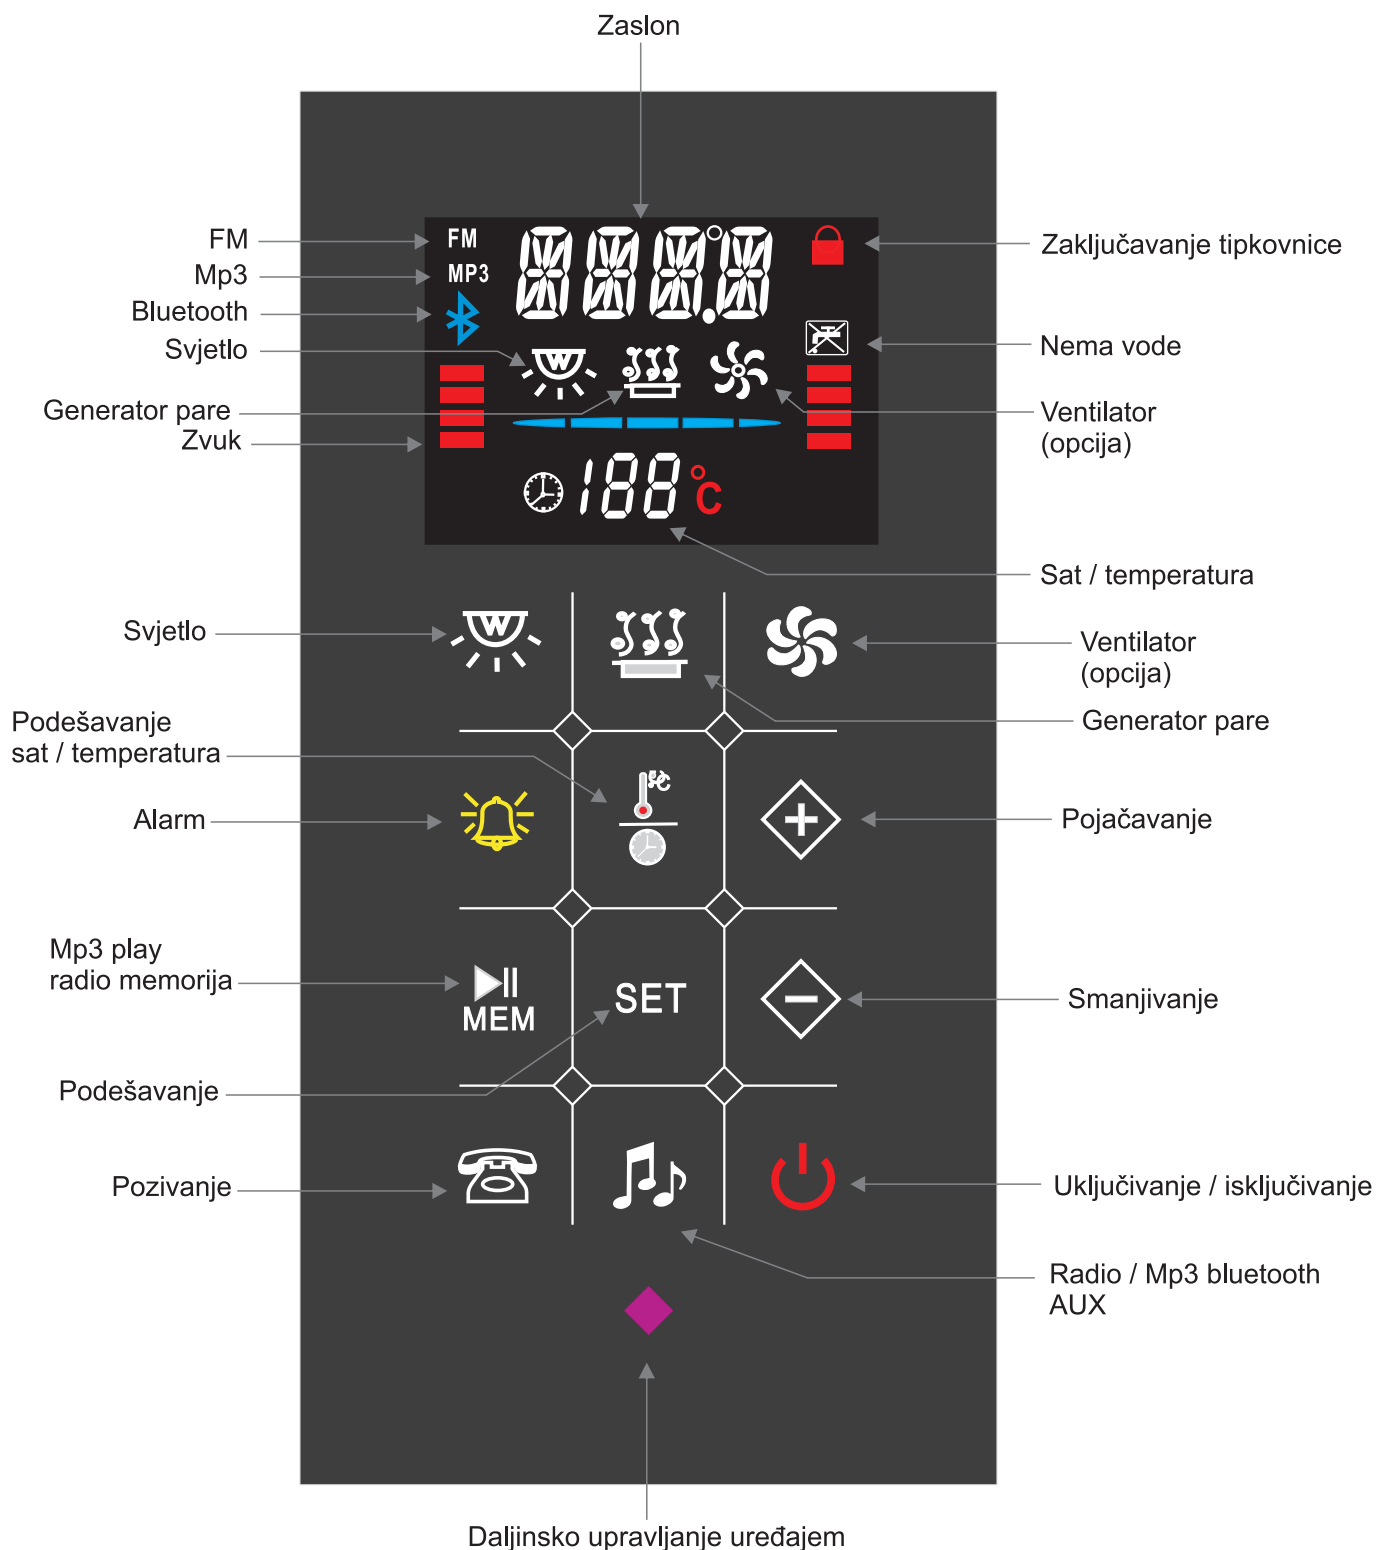 Zaslon
FM
Mp3
Bluetooth
Svjetlo
Generator pare
Zvuk
FM
MP3
W
188 °C
Zaključavanje tipkovnice
Nema vode
Ventilator
(opcija)
Sat / temperatura
Svjetlo
W
Ventilator
(opcija)
Generator pare
Podešavanje
sat / temperatura
°C
Alarm
Pojačavanje
Mp3 play
radio memorija
MEM
SET
Smanjivanje
Podešavanje
Pozivanje
Uključivanje / isključivanje
Radio / Mp3 bluetooth
AUX
Daljinsko upravljanje uređajem